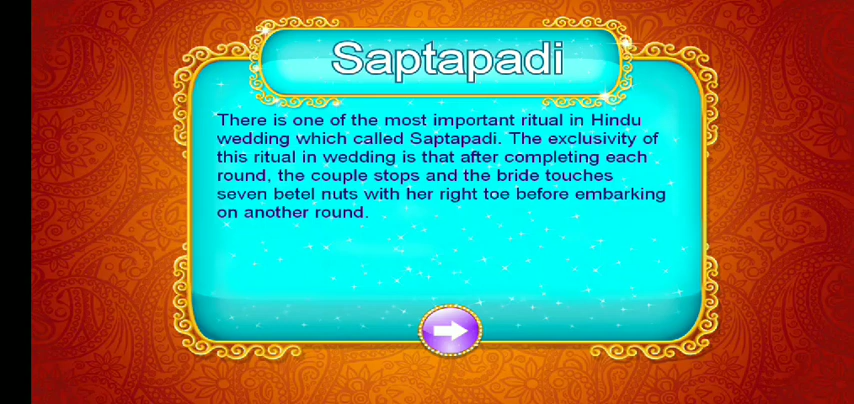 Saptapadi
There is one of the most important ritual in Hindu
wedding which called Saptapadi. The exclusivity of
this ritual in wedding is that after completing each
round, the couple stops and the bride touches
seven betel nuts with her right toe before embarking
on another round.